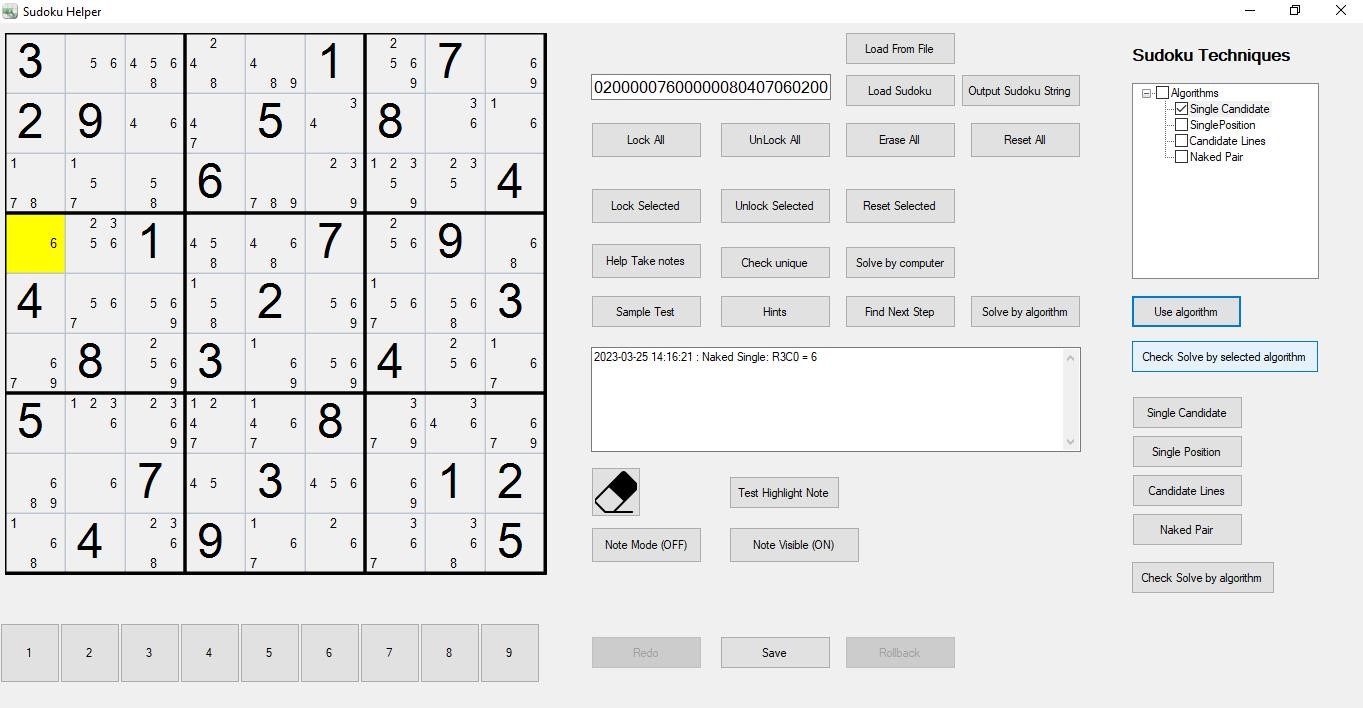 Sudoku Helper
Load From File
Sudoku Techniques
020000076000000804070602​00
Load Sudoku
Output Sudoku String
Algorithms
Single Candidate
SinglePosition
Candidate Lines
Naked Pair
Lock All
UnLock All
Erase All
Reset All
Lock Selected
Unlock Selected
Reset Selected
Help Take notes
Check unique
Solve by computer
Sample Test
Hints
Find Next Step
Solve by algorithm
Use algorithm
2023-03-25 14:16:21 : Naked Single: R3C0 = 6
Check Solve by selected algorithm
Single Candidate
Single Position
Candidate Lines
Naked Pair
Check Solve by algorithm
Test Highlight Note
Note Mode (OFF)
Note Visible (ON)
Redo
Save
Rollback
3 5 6 4 5 6 8 2 4 8 4 8 9 1 2 5 6 9 7 6 9
2 9 4 6 4 7 5 3 4 8 3 6 1 6
1 7 8 1 5 7 5 8 6 7 8 9 2 3 9 1 2 3 5 9 2 3 5 4
6 2 3 5 6 1 4 5 8 4 6 8 7 2 5 6 9 6 8
4 5 6 7 5 6 9 1 5 8 2 5 6 9 1 5 6 7 5 6 8 3
6 7 9 8 2 5 6 9 3 1 6 9 5 6 9 4 2 5 6 1 6 7
5 1 2 3 6 2 3 6 9 1 2 4 7 1 4 6 7 8 3 6 7 9 3 4 6 6 7 9
6 8 9 6 7 4 5 3 4 5 6 6 9 1 2
1 6 8 4 2 3 6 8 9 1 6 7 2 6 3 6 7 3 6 8 5
1 2 3 4 5 6 7 8 9